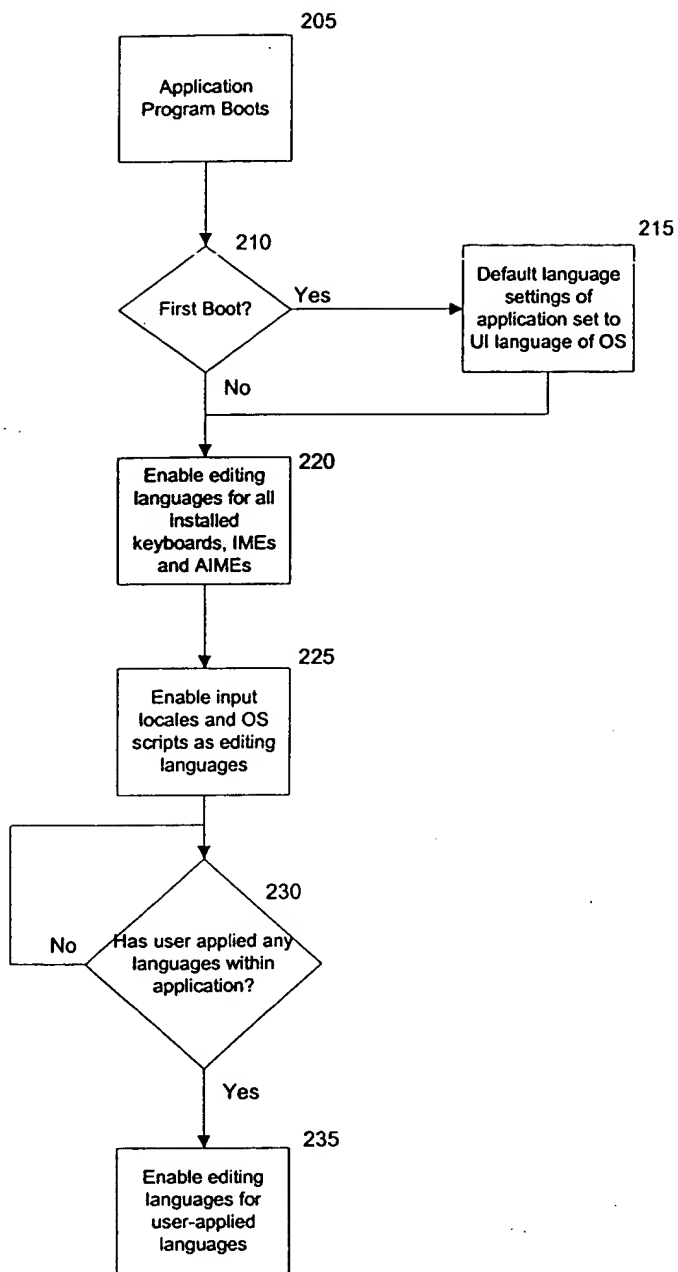 205
Application
Program Boots
210
First Boot?
Yes
215
Default language
settings of
application set to
UI language of OS
No
220
Enable editing
languages for all
installed
keyboards, IMEs
and AIMEs
225
Enable input
locales and OS
scripts as editing
languages
230
No
Has user applied any
languages within
application?
Yes
235
Enable editing
languages for
user-applied
languages